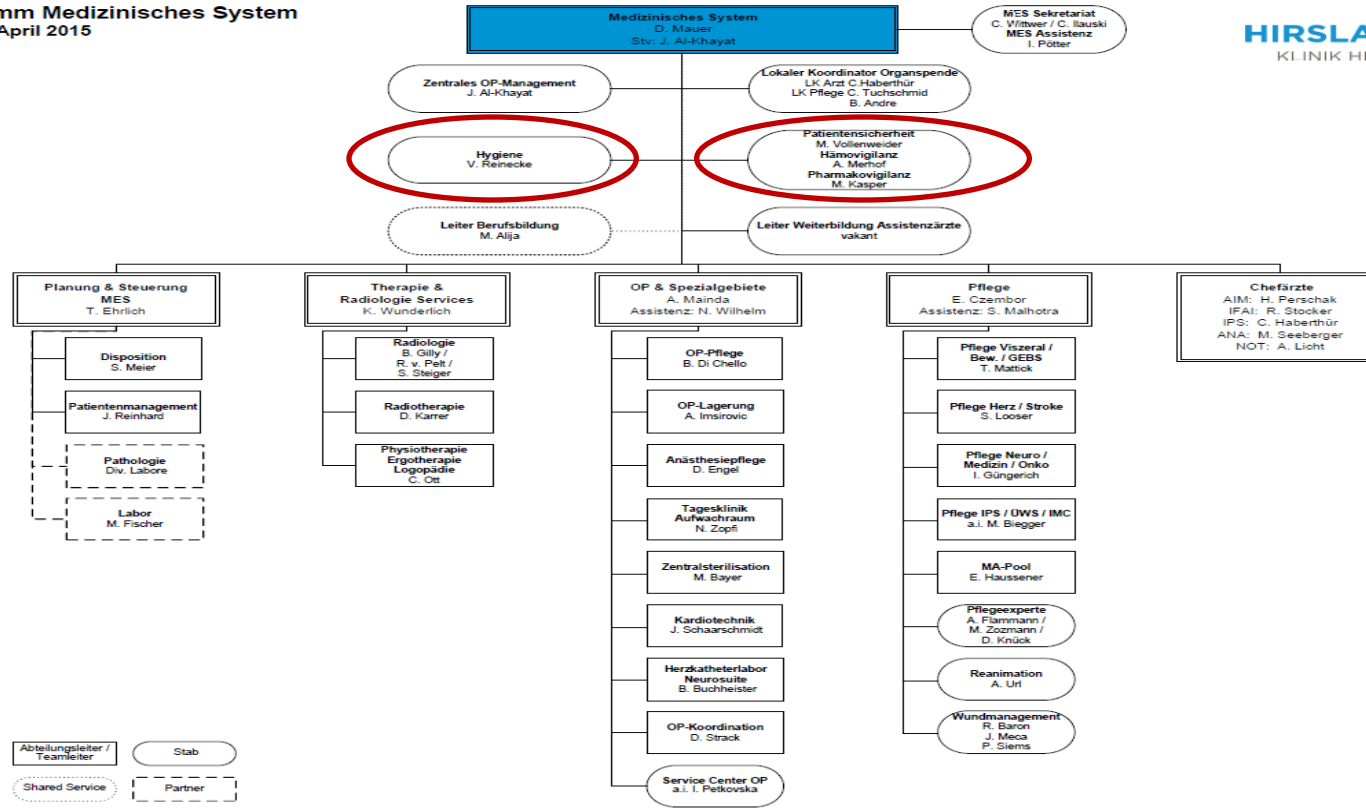 mm Medizinisches System
April 2015
Medizinisches System
D. Mauer
Stv: J. Al-Khayat
MES Sekretariat
C. Wittwer / C. Ilauski
MES Assistenz
I. Pötter
HIRSLA
KLINIK HI
Zentrales OP-Management
J. Al-Khayat
Lokaler Koordinator Organspende
LK Arzt C.Haberthür
LK Pflege C. Tuchschmid
B. Andre
Hygiene
V. Reinecke
Patientensicherheit
M. Vollenweider
Hämovigilanz
A. Merhof
Pharmakovigilanz
M. Kasper
Leiter Berufsbildung
M. Alija
Leiter Weiterbildung Assistenzärzte
vakant
Planung & Steuerung
MES
T. Ehrlich
Disposition
S. Meier
Patientenmanagement
J. Reinhard
Pathologie
Div. Labore
Labor
M. Fischer
Therapie &
Radiologie Services
K. Wunderlich
Radiologie
B. Gilly /
R. v. Pelt /
S. Steiger
Radiotherapie
D. Karrer
Physiotherapie
Ergotherapie
Logopädie
C. Ott
OP & Spezialgebiete
A. Mainda
Assistenz: N. Wilhelm
OP-Pflege
B. Di Chello
OP-Lagerung
A. Imsirovic
Anästhesiepflege
D. Engel
Tagesklinik
Aufwachraum
N. Zopfi
Zentralsterilisation
M. Bayer
Kardiotechnik
J. Schaarschmidt
Herzkatheterlabor
Neurosuite
B. Buchheister
OP-Koordination
D. Strack
Service Center OP
a.i. I. Petkovska
Pflege
E. Czembor
Assistenz: S. Malhotra
Pflege Viszeral /
Bew. / GEBS
T. Mattick
Pflege Herz / Stroke
S. Looser
Pflege Neuro /
Medizin / Onko
I. Güngerich
Pflege IPS / ÜWS / IMC
a.i. M. Biegger
MA-Pool
E. Haussener
Pflegeexperte
A. Flammann /
M. Zozmann /
D. Knück
Reanimation
A. Url
Wundmanagement
R. Baron
J. Meca
P. Siems
Chefärzte
AIM: H. Perschak
IFAI: R. Stocker
IPS: C. Haberthür
ANA: M. Seeberger
NOT: A. Licht
Abteilungsleiter /
Teamleiter
Stab
Shared Service
Partner